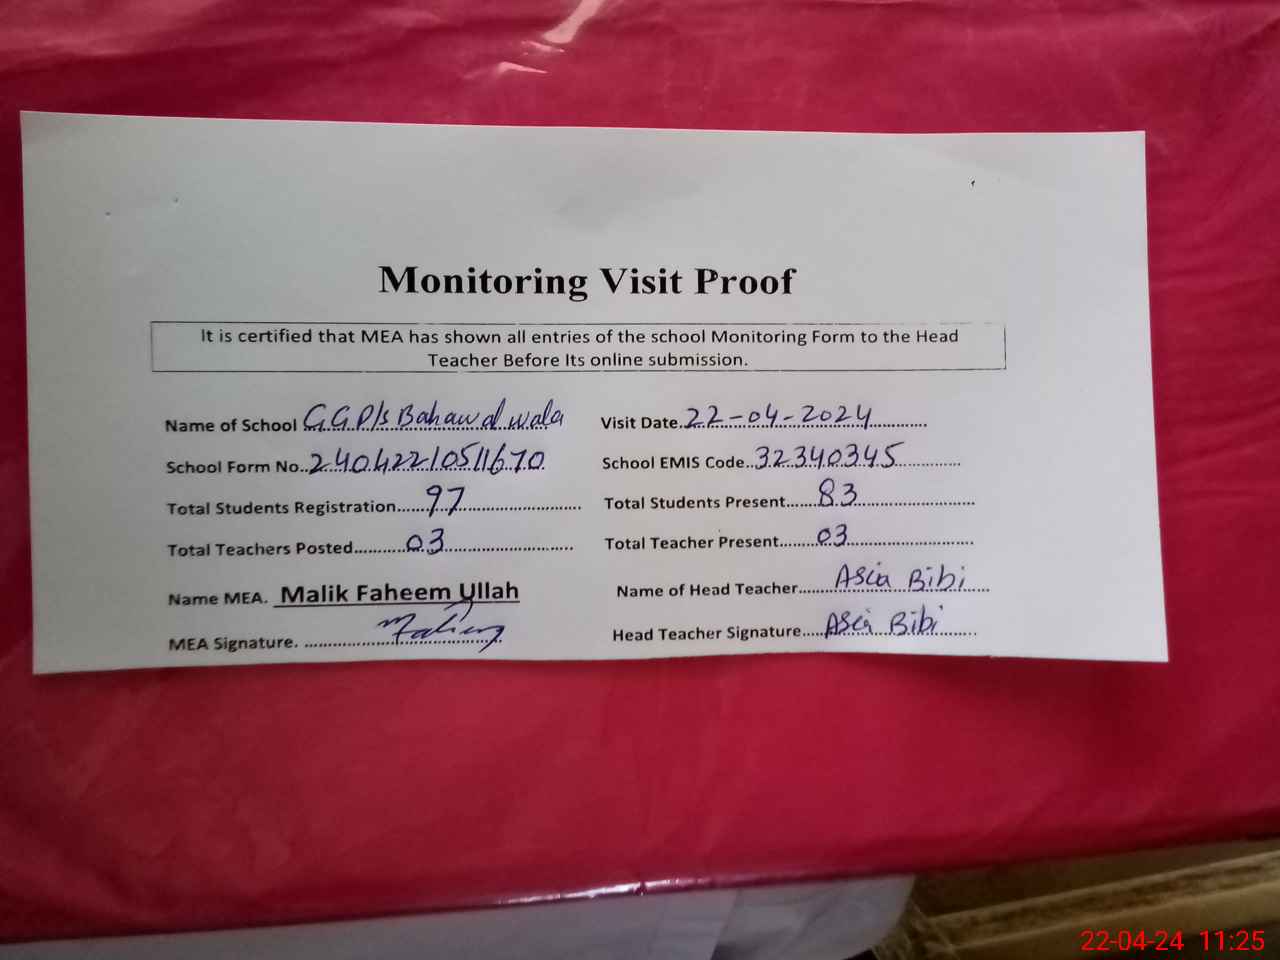 Monitoring Visit Proof
It is certified that MEA has shown all entries of the school Monitoring Form to the Head
Teacher Before Its online submission.
Name of School G.G.P/s Bahawal wala Visit Date. 22-04-2024
School Form No. 24042210511670 School EMIS Code. 32340345
Total Students Registration 97 Total Students Present 83
Total Teachers Posted 03 Total Teacher Present 03
Name MEA. Malik Faheem Ullah Name of Head Teacher Asia Bibi
MEA Signature. Head Teacher Signature Asia Bibi
22-04-24 11:25